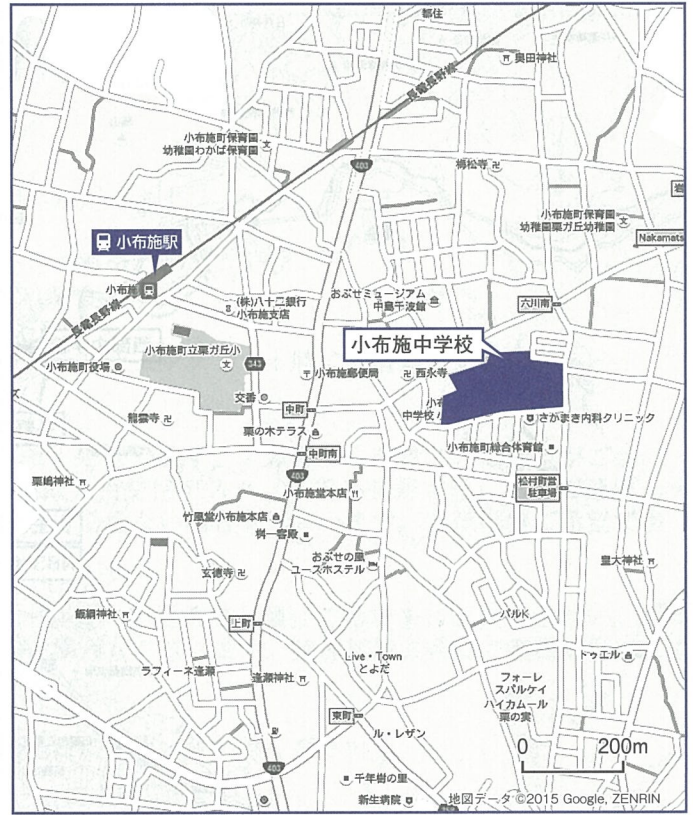 都住
奥田神社
長電長野線
小布施町保育園
幼稚園わかば保育園
403
栂松寺
岩
小布施町保育園
幼稚園栗ガ丘幼稚園
Nakamats
小布施駅
小布施
おぶせミュージアム
中島千波館
六川南
(株)八十二銀行
小布施支店
長電長野線
小布施中学校
小布施町立栗ガ丘小
小布施町役場
343
小布施郵便局
西永寺
交番
小布
中学校
中町
さかまき内科クリニック
龍雲寺
栗の木テラス
小布施町総合体育館
中町南
403
栗嶋神社
小布施堂本店
松村町営
駐車場
竹風堂小布施本店
桝一客殿
おぶせの風
ユースホステル
玄徳寺
皇大神社
飯綱神社
パルK
上町
Live・Town
とよだ
トゥエル
ラフィーネ逢瀬
逢瀬神社
フォーレ
スパルケイ
ハイカムール
栗の実
東町
ル・レザン
0 200m
403
千年樹の里
新生病院
地図データ ©2015 Google, ZENRIN